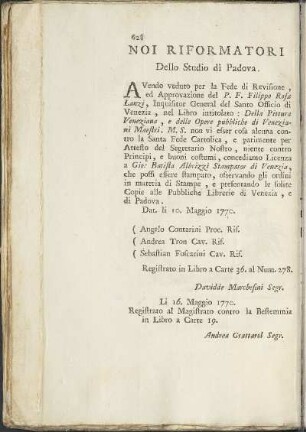 628
NOI RIFORMATORI
Dello Studio di Padova.
AVendo veduto per la Fede di Revisione,
ed Approvazione del P. F. Filippo Rosa
Lanzi, Inquisitor General del Santo Officio di
Venezia, nel Libro intitolato: Della Pittura
Veneziana, e delle Opere pubbliche di Venezia-
ni Maestri. M. S. non vi esser cosa alcuna contro
la Santa Fede Cattolica, e parimente per
Attesto del Segretario Nostro, niente contro
Principi, e buoni costumi, concediamo Licenza
a Gio: Batista Albrizzi Stampator di Venezia,
che possi essere stampato, osservando gli ordini
in materia di Stampe, e presentando le solite
Copie alle Pubbliche Librerie di Venezia, e
di Padova.
Dat. li 10. Maggio 1770.
( Angelo Contarini Proc. Rif.
( Andrea Tron Cav. Rif.
( Sebastian Foscarini Cav. Rif.
Registrato in Libro a Carte 36. al Num. 278.
Davidde Marchesini Segr.
Li 16. Maggio 1770.
Registrato al Magistrato contro la Bestemmia
in Libro a Carte 19.
Andrea Grattarol Segr.